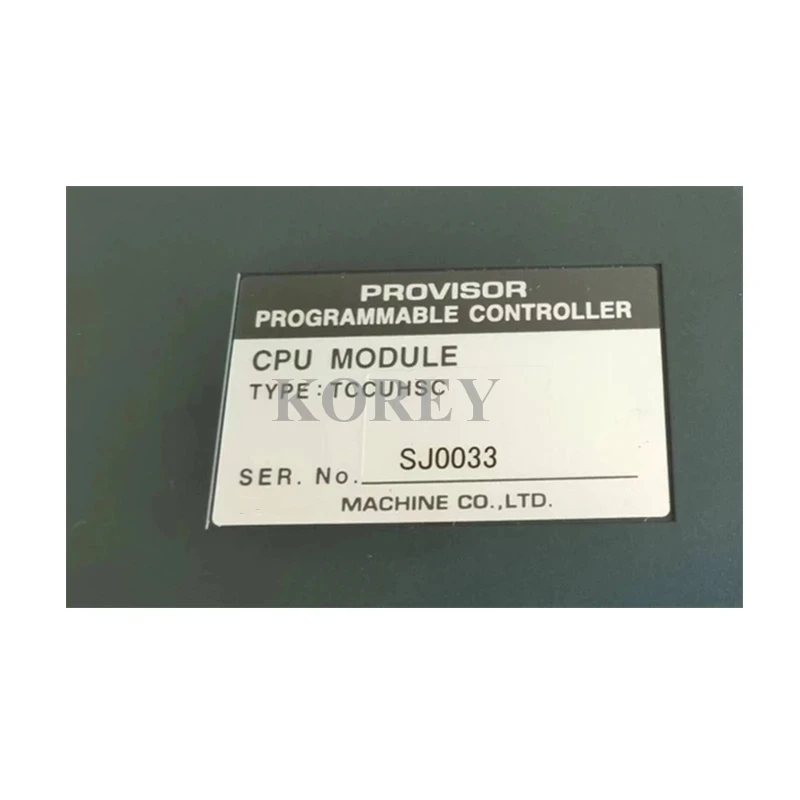 PROVISOR
PROGRAMMABLE CONTROLLER
CPU MODULE
TYPE: TCCUHSC
KOREY
SER. No. SJ0033
MACHINE CO.,LTD.